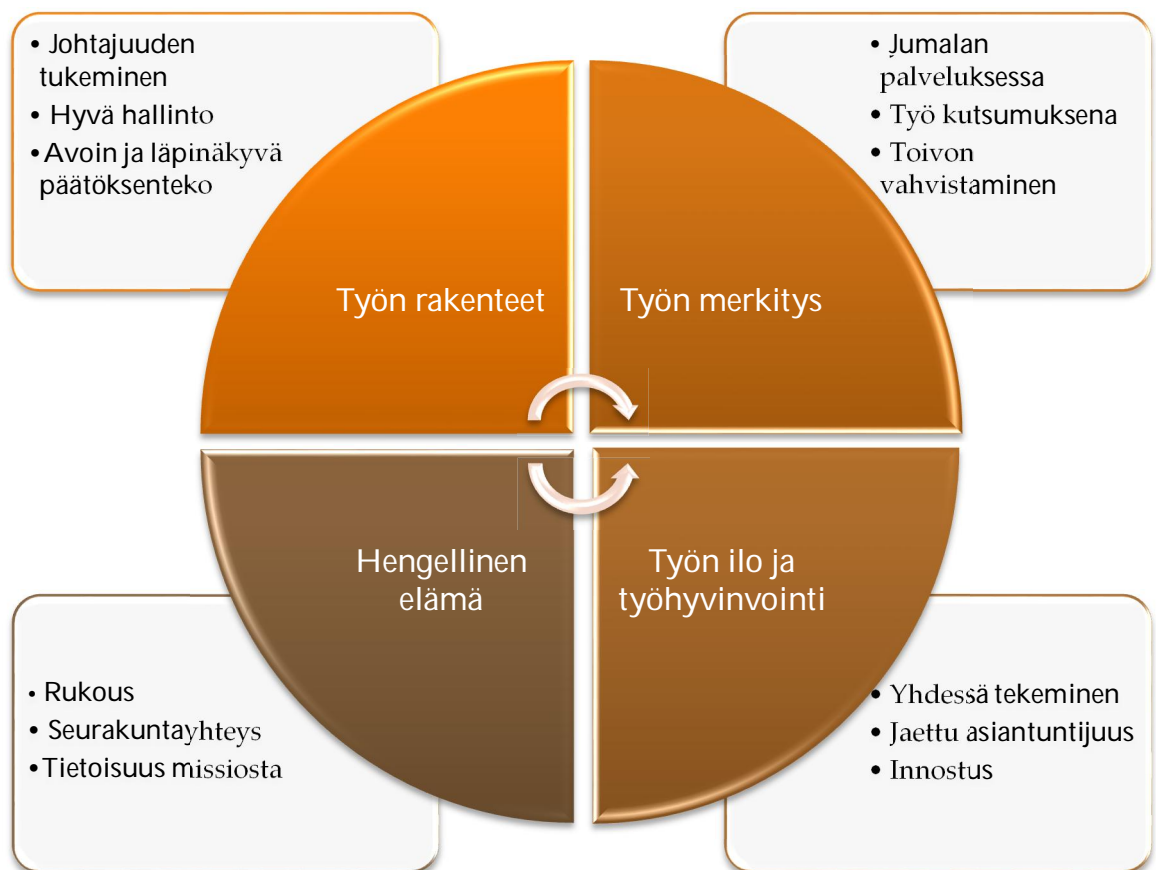 • Johtajuuden
tukeminen
• Hyvä hallinto
• Avoin ja läpinäkyvä
päätöksenteko
• Jumalan
palveluksessa
• Työ kutsumuksena
• Toivon
vahvistaminen
Työn rakenteet
Työn merkitys
Hengellinen
elämä
Työn ilo ja
työhyvinvointi
• Rukous
• Seurakuntayhteys
• Tietoisuus missiosta
• Yhdessä tekeminen
• Jaettu asiantuntijuus
• Innostus